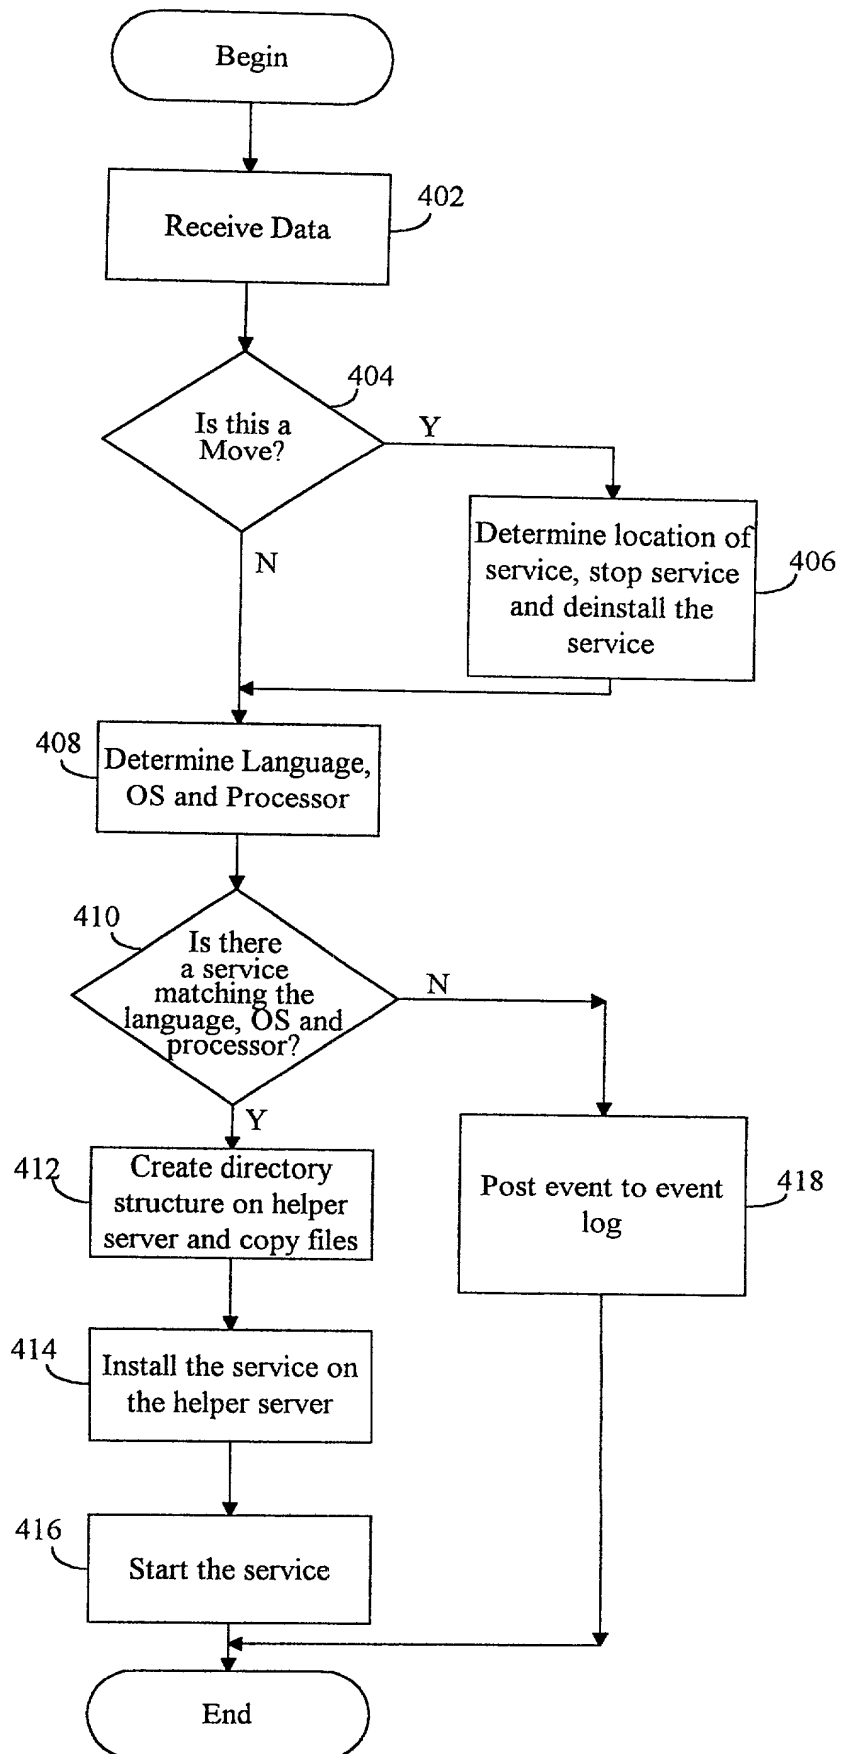 Begin
Receive Data
402
404
Is this a
Move?
Y
N
Determine location of
service, stop service
and deinstall the
service
406
408
Determine Language,
OS and Processor
410
Is there
a service
matching the
language, OS and
processor?
N
Y
412
Create directory
structure on helper
server and copy files
Post event to event
log
418
414
Install the service on
the helper server
416
Start the service
End